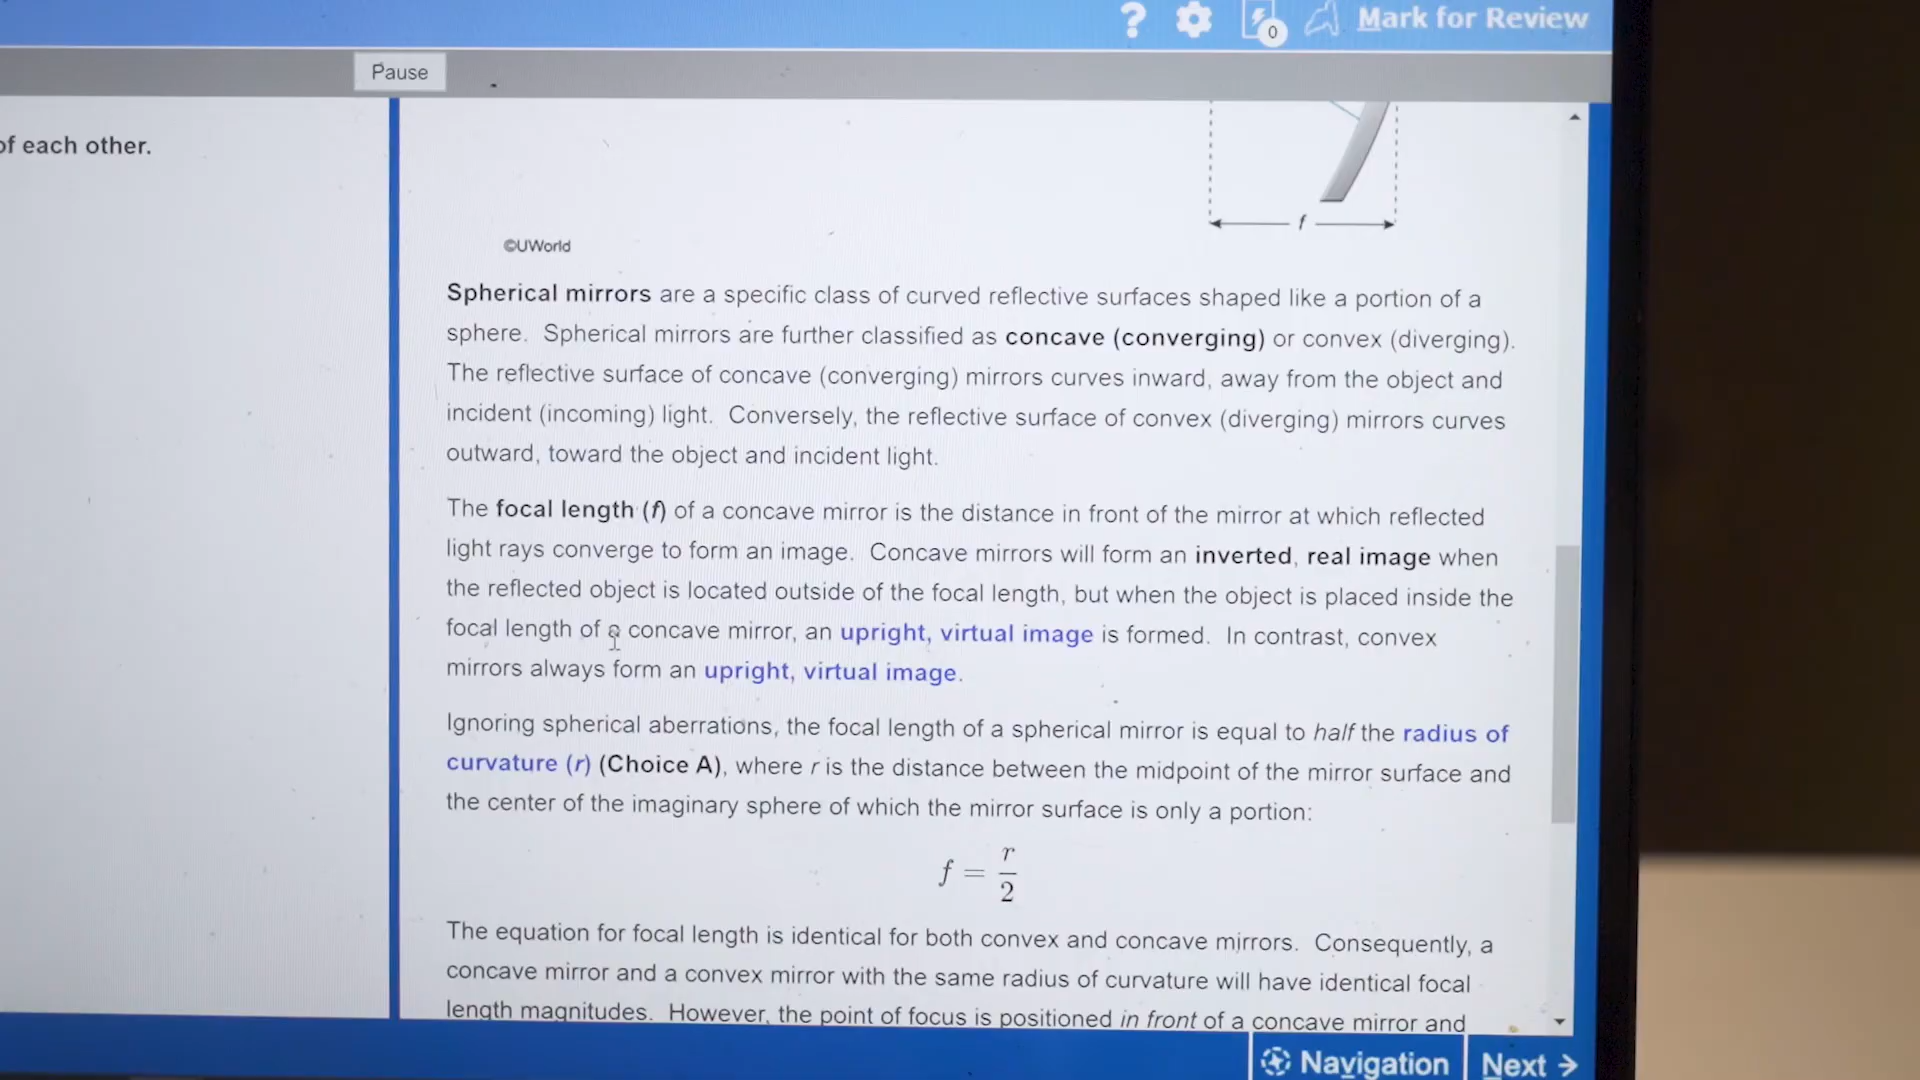 ? 0 Mark for Review
Pause
of each other.
f
©UWorld
Spherical mirrors are a specific class of curved reflective surfaces shaped like a portion of a
sphere. Spherical mirrors are further classified as concave (converging) or convex (diverging).
The reflective surface of concave (converging) mirrors curves inward, away from the object and
incident (incoming) light. Conversely, the reflective surface of convex (diverging) mirrors curves
outward, toward the object and incident light.
The focal length (f) of a concave mirror is the distance in front of the mirror at which reflected
light rays converge to form an image. Concave mirrors will form an inverted, real image when
the reflected object is located outside of the focal length, but when the object is placed inside the
focal length of a concave mirror, an upright, virtual image is formed. In contrast, convex
mirrors always form an upright, virtual image.
Ignoring spherical aberrations, the focal length of a spherical mirror is equal to half the radius of
curvature (r) (Choice A), where r is the distance between the midpoint of the mirror surface and
the center of the imaginary sphere of which the mirror surface is only a portion:
f = r/2
The equation for focal length is identical for both convex and concave mirrors. Consequently, a
concave mirror and a convex mirror with the same radius of curvature will have identical focal
length magnitudes. However, the point of focus is positioned in front of a concave mirror and
Navigation Next →